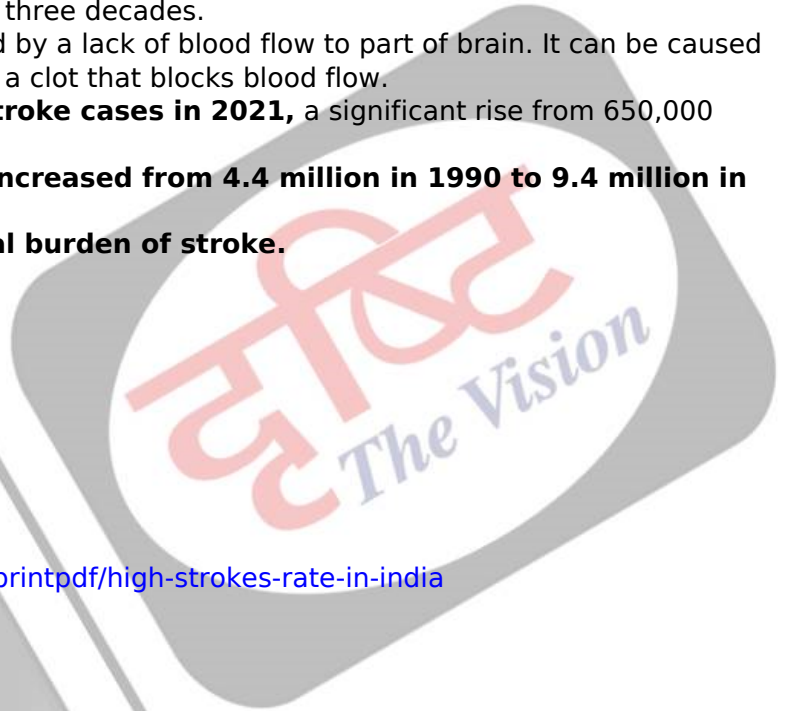 three decades.
d by a lack of blood flow to part of brain. It can be caused
a clot that blocks blood flow.
troke cases in 2021, a significant rise from 650,000
ncreased from 4.4 million in 1990 to 9.4 million in
al burden of stroke.
दृष्टि
The Vision
printpdf/high-strokes-rate-in-india